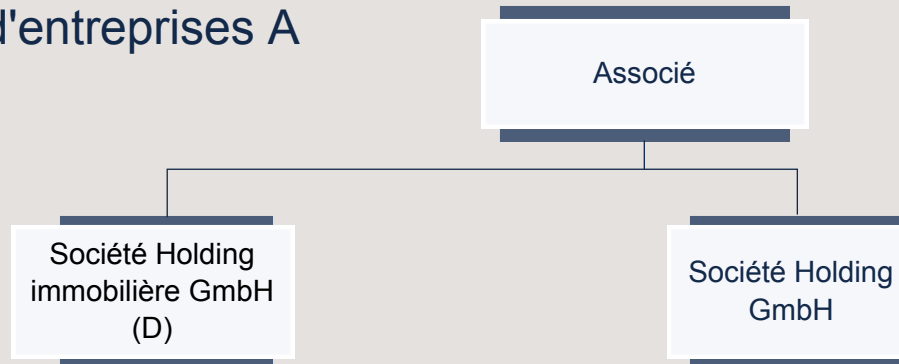 d'entreprises A
Associé
Société Holding
immobilière GmbH
(D)
Société Holding
GmbH